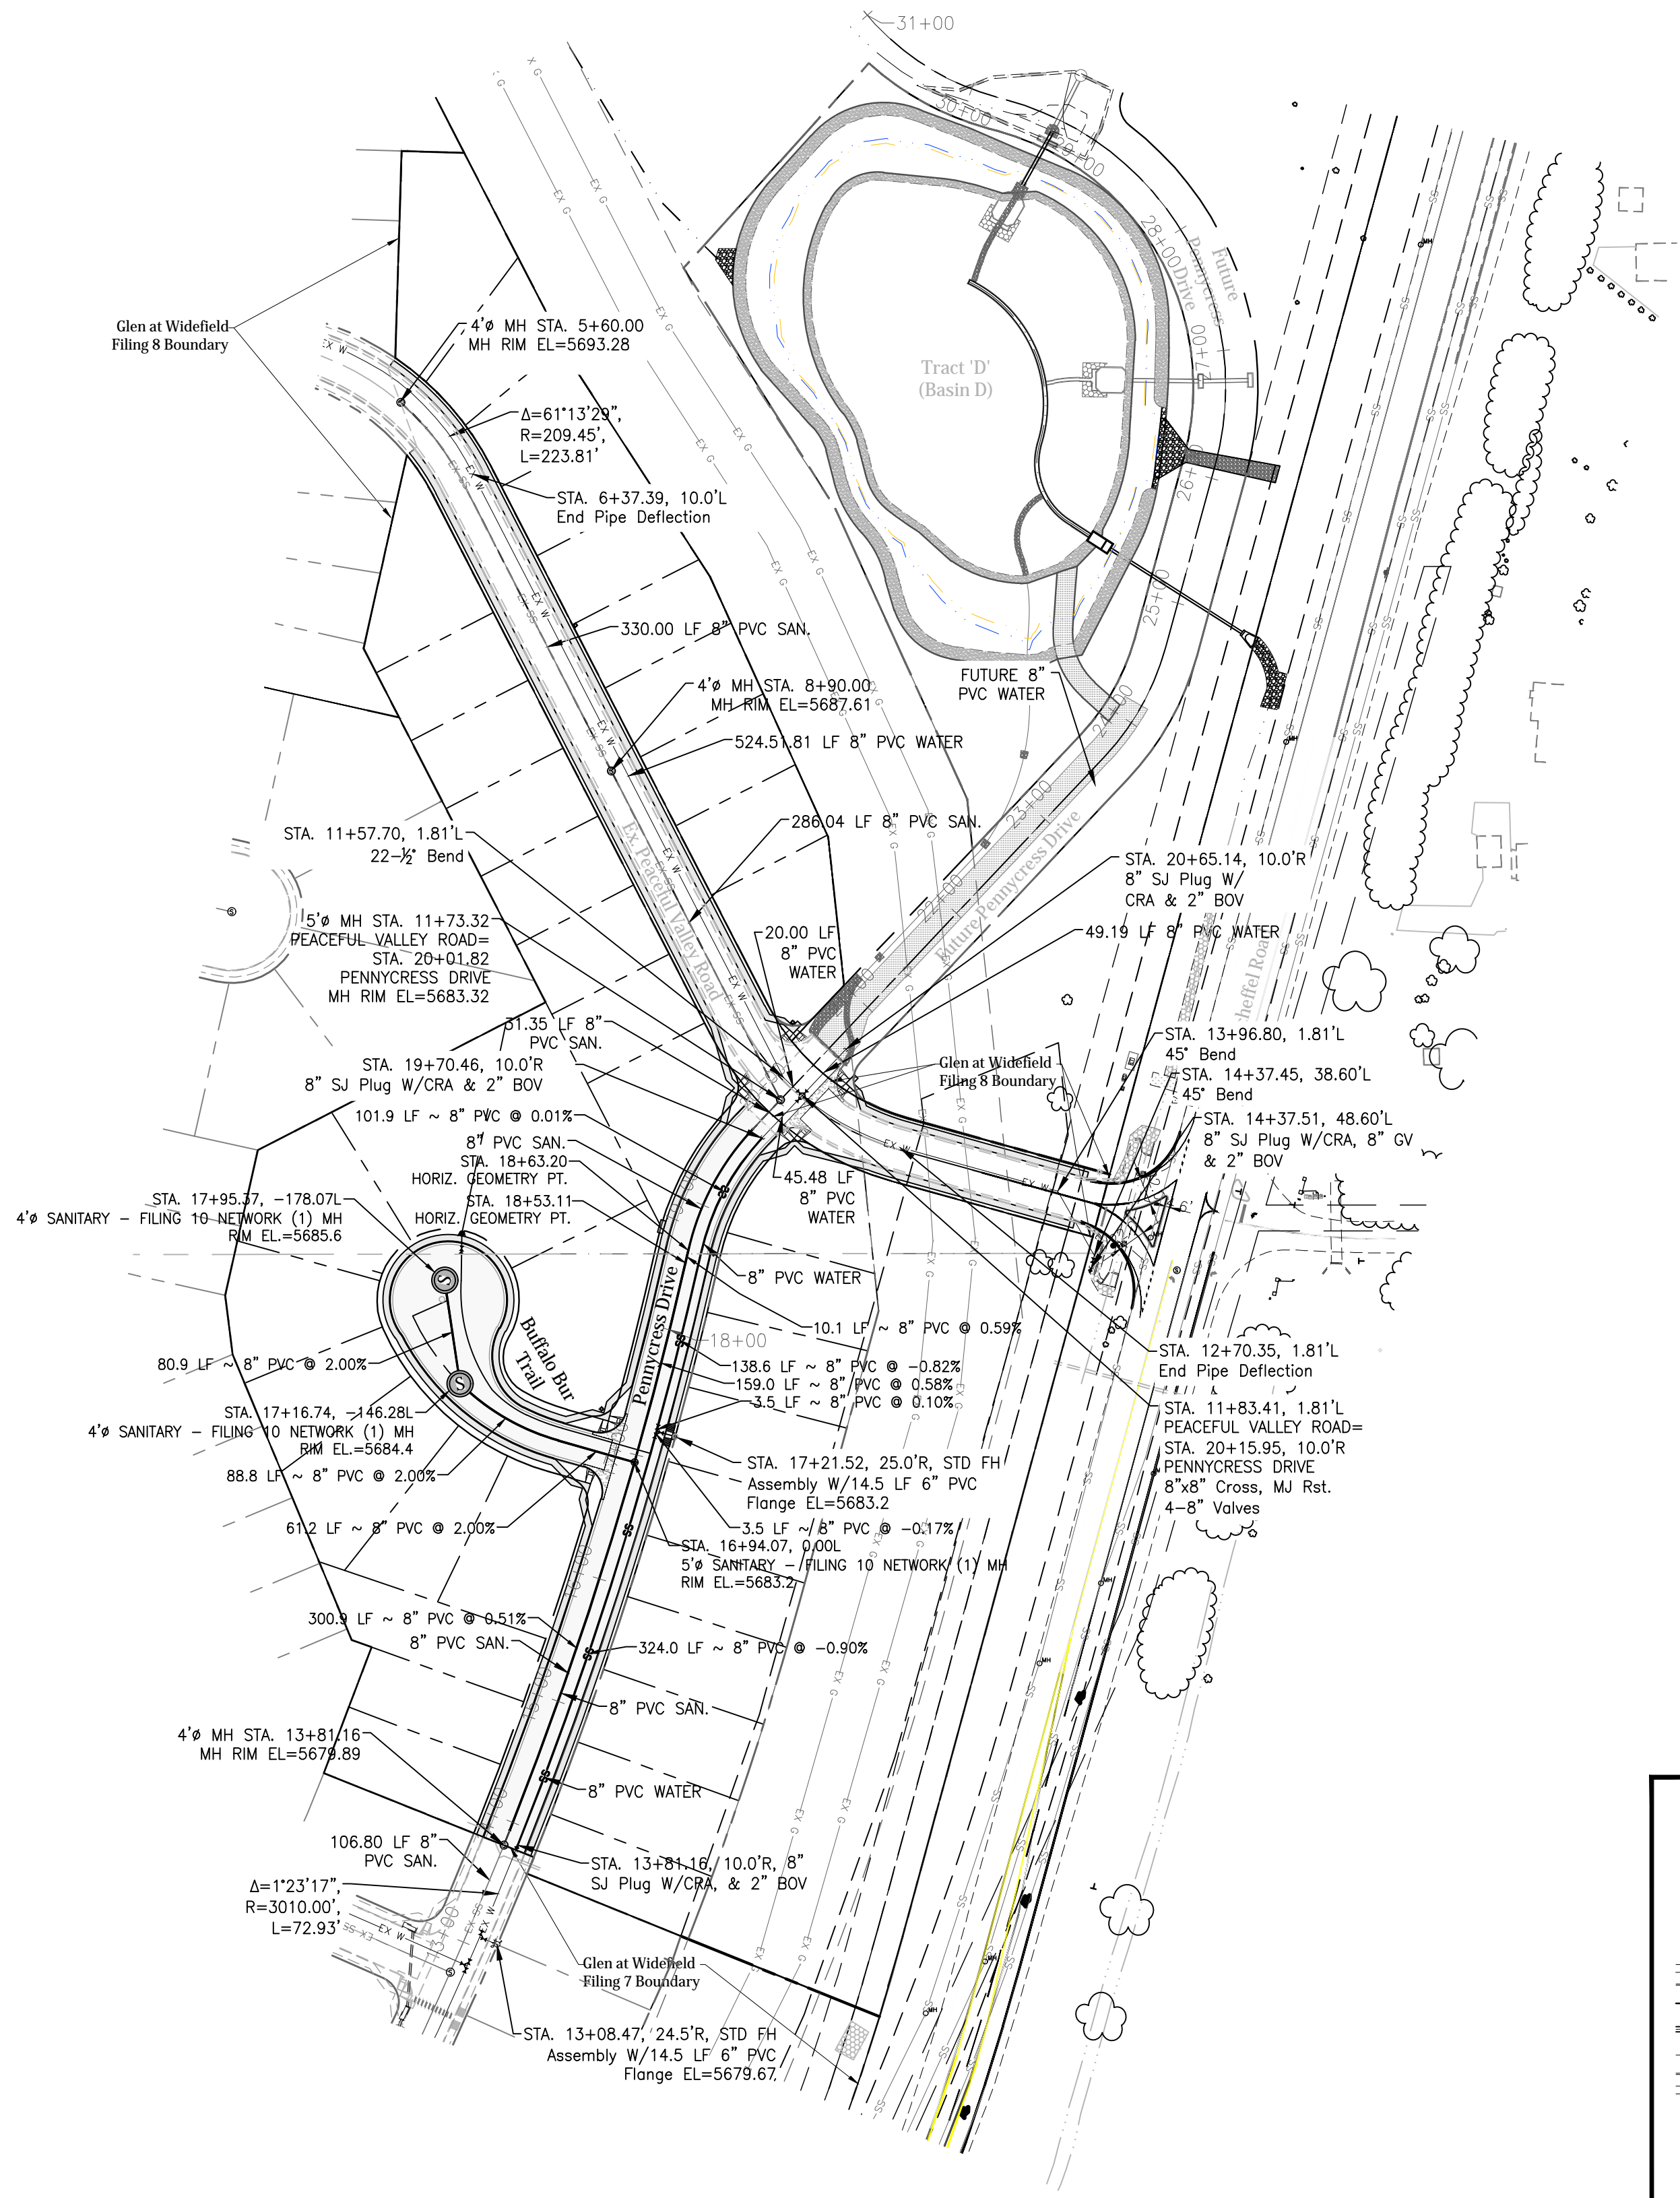 31+00
30+00
29+00
28+00
Future
Pennycress
Drive
27+00
Glen at Widefield
Filing 8 Boundary
4'ø MH STA. 5+60.00
MH RIM EL=5693.28
Tract 'D'
(Basin D)
Δ=61°13'29",
R=209.45',
L=223.81'
STA. 6+37.39, 10.0'L
End Pipe Deflection
25+00
330.00 LF 8" PVC SAN.
FUTURE 8"
PVC WATER
4'ø MH STA. 8+90.00
MH RIM EL=5687.61
24+00
524.51.81 LF 8" PVC WATER
23+00
286.04 LF 8" PVC SAN.
Ex. Peaceful Valley Road
STA. 11+57.70, 1.81'L
22-½° Bend
STA. 20+65.14, 10.0'R
8" SJ Plug W/
CRA & 2" BOV
22+00
Future Pennycress Drive
5'ø MH STA. 11+73.32
PEACEFUL VALLEY ROAD=
STA. 20+01.82
PENNYCRESS DRIVE
MH RIM EL=5683.32
20.00 LF
8" PVC
WATER
49.19 LF 8" PVC WATER
31.35 LF 8"
PVC SAN.
STA. 13+96.80, 1.81'L
45° Bend
STA. 19+70.46, 10.0'R
8" SJ Plug W/CRA & 2" BOV
Glen at Widefield
Filing 8 Boundary
STA. 14+37.45, 38.60'L
45° Bend
101.9 LF ~ 8" PVC @ 0.01%
STA. 14+37.51, 48.60'L
8" SJ Plug W/CRA, 8" GV
& 2" BOV
8" PVC SAN.
STA. 18+63.20
HORIZ. GEOMETRY PT.
45.48 LF
8" PVC
WATER
STA. 17+95.37, -178.07L
4'ø SANITARY - FILING 10 NETWORK (1) MH
RIM EL.=5685.6
STA. 18+53.11
HORIZ. GEOMETRY PT.
8" PVC WATER
Pennycress Drive
Buffalo Bur
Trail
10.1 LF ~ 8" PVC @ 0.59%
18+00
STA. 12+70.35, 1.81'L
End Pipe Deflection
80.9 LF ~ 8" PVC @ 2.00%
138.6 LF ~ 8" PVC @ -0.82%
159.0 LF ~ 8" PVC @ 0.58%
3.5 LF ~ 8" PVC @ 0.10%
STA. 11+83.41, 1.81'L
PEACEFUL VALLEY ROAD=
STA. 20+15.95, 10.0'R
PENNYCRESS DRIVE
8"x8" Cross, MJ Rst.
4-8" Valves
STA. 17+16.74, -146.28L
4'ø SANITARY - FILING 10 NETWORK (1) MH
RIM EL.=5684.4
STA. 17+21.52, 25.0'R, STD FH
Assembly W/14.5 LF 6" PVC
Flange EL=5683.2
88.8 LF ~ 8" PVC @ 2.00%
61.2 LF ~ 8" PVC @ 2.00%
3.5 LF ~ 8" PVC @ -0.17%
STA. 16+94.07, 0.00L
5'ø SANITARY - FILING 10 NETWORK (1) MH
RIM EL.=5683.2
300.9 LF ~ 8" PVC @ 0.51%
8" PVC SAN.
324.0 LF ~ 8" PVC @ -0.90%
8" PVC SAN.
4'ø MH STA. 13+81.16
MH RIM EL=5679.89
8" PVC WATER
106.80 LF 8"
PVC SAN.
STA. 13+81.16, 10.0'R, 8"
SJ Plug W/CRA, & 2" BOV
Δ=1°23'17",
R=3010.00',
L=72.93'
13+00
Glen at Widefield
Filing 7 Boundary
STA. 13+08.47, 24.5'R, STD FH
Assembly W/14.5 LF 6" PVC
Flange EL=5679.67